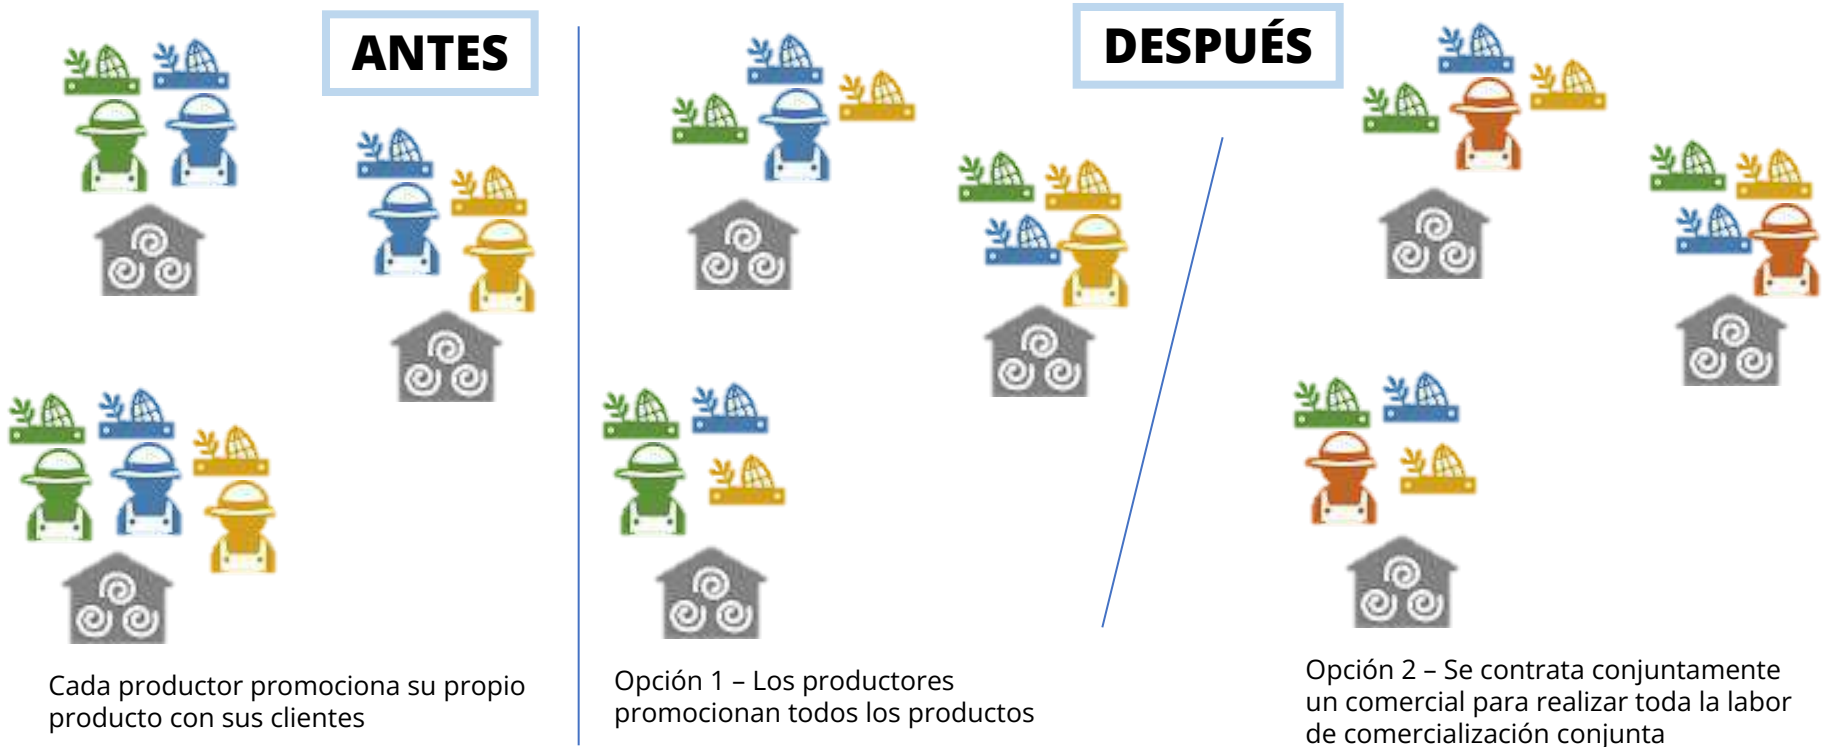 ANTES
DESPUÉS
Cada productor promociona su propio
producto con sus clientes
Opción 1 – Los productores
promocionan todos los productos
Opción 2 – Se contrata conjuntamente
un comercial para realizar toda la labor
de comercialización conjunta